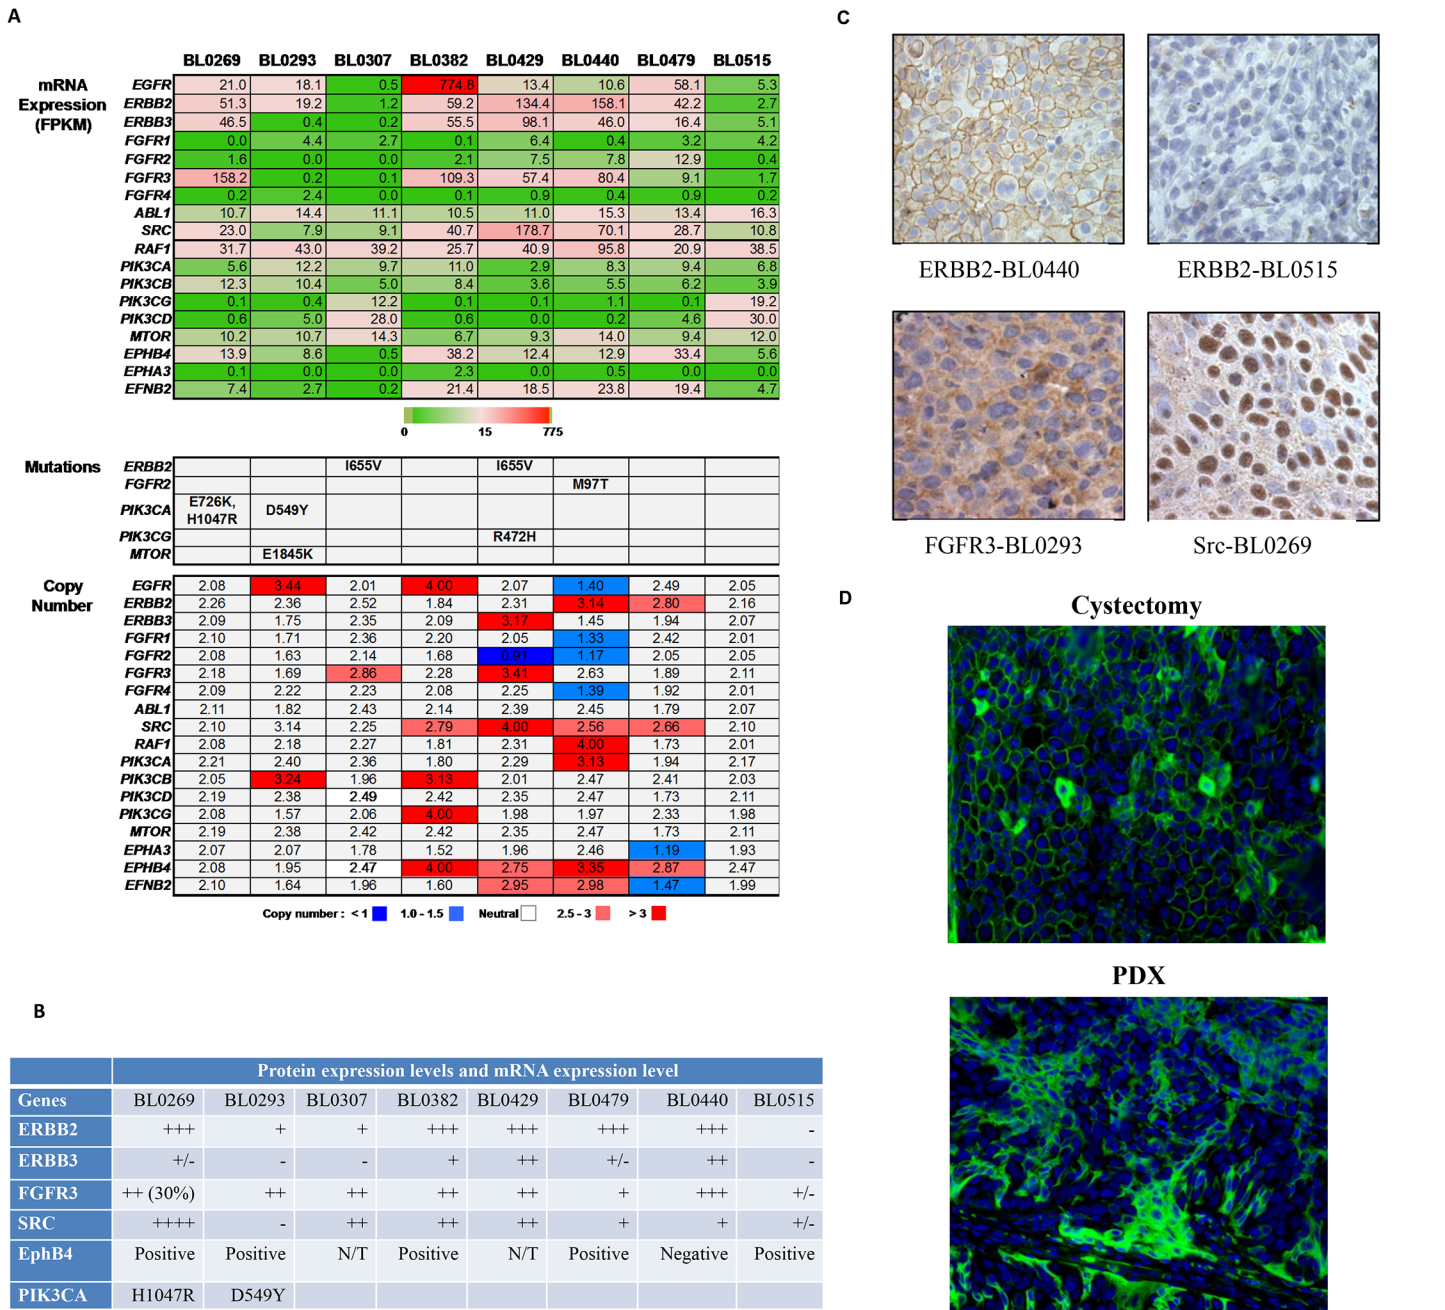 A
BL0269 BL0293 BL0307 BL0382 BL0429 BL0440 BL0479 BL0515
mRNA Expression (FPKM)
EGFR 21.0 18.1 0.5 774.8 13.4 10.6 58.1 5.3
ERBB2 51.3 19.2 1.2 59.2 134.4 158.1 42.2 2.7
ERBB3 46.5 0.4 0.2 55.5 98.1 46.0 16.4 5.1
FGFR1 0.0 4.4 2.7 0.1 6.4 0.4 3.2 4.2
FGFR2 1.6 0.0 0.0 2.1 7.5 7.8 12.9 0.4
FGFR3 158.2 0.2 0.1 109.3 57.4 80.4 9.1 1.7
FGFR4 0.2 2.4 0.0 0.1 0.9 0.4 0.9 0.2
ABL1 10.7 14.4 11.1 10.5 11.0 15.3 13.4 16.3
SRC 23.0 7.9 9.1 40.7 178.7 70.1 28.7 10.8
RAF1 31.7 43.0 39.2 25.7 40.9 95.8 20.9 38.5
PIK3CA 5.6 12.2 9.7 11.0 2.9 8.3 9.4 6.8
PIK3CB 12.3 10.4 5.0 8.4 3.6 5.5 6.2 3.9
PIK3CG 0.1 0.4 12.2 0.1 0.1 1.1 0.1 19.2
PIK3CD 0.6 5.0 28.0 0.6 0.0 0.2 4.6 30.0
MTOR 10.2 10.7 14.3 6.7 9.3 14.0 9.4 12.0
EPHB4 13.9 8.6 0.5 38.2 12.4 12.9 33.4 5.6
EPHA3 0.1 0.0 0.0 2.3 0.0 0.5 0.0 0.0
EFNB2 7.4 2.7 0.2 21.4 18.5 23.8 19.4 4.7
0 15 775
Mutations
ERBB2 I655V I655V
FGFR2 M97T
PIK3CA E726K, H1047R D549Y
PIK3CG R472H
MTOR E1845K
Copy Number
EGFR 2.08 3.44 2.01 4.00 2.07 1.40 2.49 2.05
ERBB2 2.26 2.36 2.52 1.84 2.31 3.14 2.80 2.16
ERBB3 2.09 1.75 2.35 2.09 3.17 1.45 1.94 2.07
FGFR1 2.10 1.71 2.36 2.20 2.05 1.33 2.42 2.01
FGFR2 2.08 1.63 2.14 1.68 0.91 1.17 2.05 2.05
FGFR3 2.18 1.69 2.86 2.28 3.41 2.63 1.89 2.11
FGFR4 2.09 2.22 2.23 2.08 2.25 1.39 1.92 2.01
ABL1 2.11 1.82 2.43 2.14 2.39 2.45 1.79 2.07
SRC 2.10 3.14 2.25 2.79 4.00 2.56 2.66 2.10
RAF1 2.08 2.18 2.27 1.81 2.31 4.00 1.73 2.01
PIK3CA 2.21 2.40 2.36 1.80 2.29 3.13 1.94 2.17
PIK3CB 2.05 3.24 1.96 3.13 2.01 2.47 2.41 2.03
PIK3CD 2.19 2.38 2.49 2.42 2.35 2.47 1.73 2.11
PIK3CG 2.08 1.57 2.06 4.00 1.98 1.97 2.33 1.98
MTOR 2.19 2.38 2.42 2.42 2.35 2.47 1.73 2.11
EPHA3 2.07 2.07 1.78 1.52 1.96 2.46 1.19 1.93
EPHB4 2.08 1.95 2.47 4.00 2.75 3.35 2.87 2.47
EFNB2 2.10 1.64 1.96 1.60 2.95 2.98 1.47 1.99
Copy number : < 1 1.0 - 1.5 Neutral 2.5 - 3 > 3
B
Protein expression levels and mRNA expression level
Genes BL0269 BL0293 BL0307 BL0382 BL0429 BL0479 BL0440 BL0515
ERBB2 +++ + + +++ +++ +++ +++ -
ERBB3 +/- - - + ++ +/- ++ -
FGFR3 ++ (30%) ++ ++ ++ ++ + +++ +/-
SRC ++++ - ++ ++ ++ + + +/-
EphB4 Positive Positive N/T Positive N/T Positive Negative Positive
PIK3CA H1047R D549Y
C
ERBB2-BL0440 ERBB2-BL0515
FGFR3-BL0293 Src-BL0269
D
Cystectomy
PDX